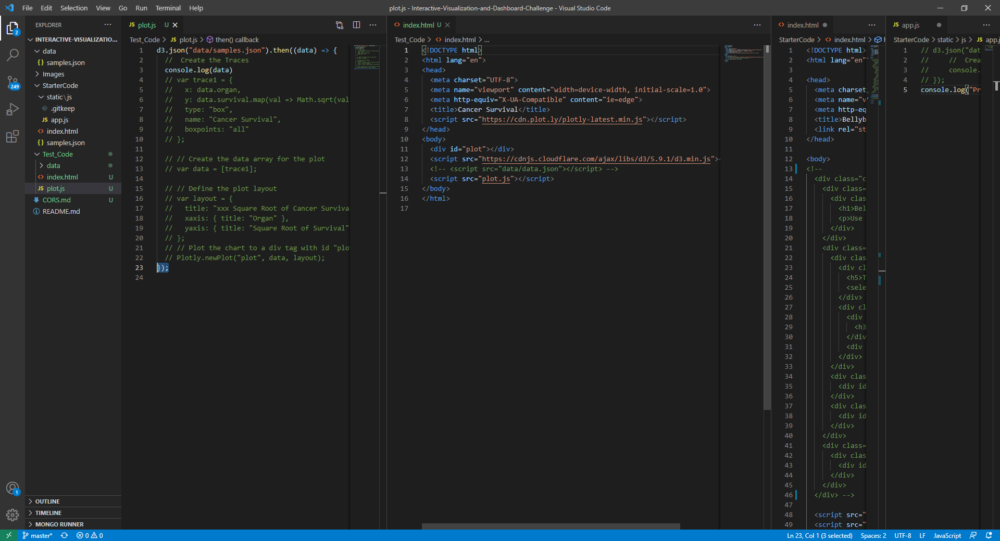 File Edit Selection View Go Run Terminal Help
plot.js - Interactive-Visualization-and-Dashboard-Challenge - Visual Studio Code
2
249
1
EXPLORER
INTERACTIVE-VISUALIZATIO...
data
{} samples.json
Images
StarterCode
static\js
.gitkeep
JS app.js
<> index.html
{} samples.json
Test_Code
data
<> index.html U
JS plot.js U
CORS.md U
README.md
OUTLINE
TIMELINE
MONGO RUNNER
JS plot.js U
Test_Code > JS plot.js > then() callback
1 d3.json("data/samples.json").then((data) => {
2 //  Create the Traces
3 console.log(data)
4 // var trace1 = {
5 //   x: data.organ,
6 //   y: data.survival.map(val => Math.sqrt(val
7 //   type: "box",
8 //   name: "Cancer Survival",
9 //   boxpoints: "all"
10 // };
11
12 // // Create the data array for the plot
13 // var data = [trace1];
14
15 // // Define the plot layout
16 // var layout = {
17 //   title: "xxx Square Root of Cancer Surviva
18 //   xaxis: { title: "Organ" },
19 //   yaxis: { title: "Square Root of Survival"
20 // };
21 // // Plot the chart to a div tag with id "plo
22 // Plotly.newPlot("plot", data, layout);
23 });
24
<> index.html U
Test_Code > <> index.html > ...
1 <!DOCTYPE html>
2 <html lang="en">
3 <head>
4 <meta charset="UTF-8">
5 <meta name="viewport" content="width=device-width, initial-scale=1.0">
6 <meta http-equiv="X-UA-Compatible" content="ie=edge">
7 <title>Cancer Survival</title>
8 <script src="https://cdn.plot.ly/plotly-latest.min.js"></script>
9 </head>
10 <body>
11 <div id="plot"></div>
12 <script src="https://cdnjs.cloudflare.com/ajax/libs/d3/5.9.1/d3.min.js">
13 <!-- <script src="data/data.json"></script> -->
14 <script src="plot.js"></script>
15 </body>
16 </html>
17
<> index.html
StarterCode > <> index.html > h
1 <!DOCTYPE html>
2 <html lang="en"
3
4 <head>
5 <meta charset
6 <meta name="v
7 <meta http-eq
8 <title>Bellyb
9 <link rel="st
10 </head>
11
12 <body>
13 <!--
14 <div class="c
15 <div class=
16 <div clas
17 <h1>Bel
18 <p>Use
19 </div>
20 </div>
21 <div class=
22 <div clas
23 <div cl
24 <h5>T
25 <sele
26 </div>
27 <div cl
28 <div
29 <h3
30 </div
31 <div
32 </div>
33 </div>
34 <div clas
35 <div id
36 </div>
37 <div clas
38 <div id
39 </div>
40 </div>
41 <div class=
42 <div clas
43 <div id
44 </div>
45 </div>
46 </div> -->
47
48 <script src="
49 <script src="
JS app.js
StarterCode > static > js > JS app.j
1 // d3.json("dat
2 //     //  Crea
3 //     console.
4 // });
5 console.log("Pr
master*
0 0
Ln 23, Col 1 (3 selected) Spaces: 2 UTF-8 LF JavaScript